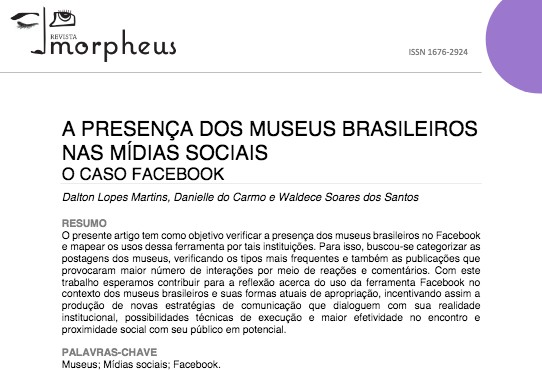 REVISTA
morpheus
ISSN 1676-2924
A PRESENÇA DOS MUSEUS BRASILEIROS
NAS MÍDIAS SOCIAIS
O CASO FACEBOOK
Dalton Lopes Martins, Danielle do Carmo e Waldece Soares dos Santos
RESUMO
O presente artigo tem como objetivo verificar a presença dos museus brasileiros no Facebook
e mapear os usos dessa ferramenta por tais instituições. Para isso, buscou-se categorizar as
postagens dos museus, verificando os tipos mais frequentes e também as publicações que
provocaram maior número de interações por meio de reações e comentários. Com este
trabalho esperamos contribuir para a reflexão acerca do uso da ferramenta Facebook no
contexto dos museus brasileiros e suas formas atuais de apropriação, incentivando assim a
produção de novas estratégias de comunicação que dialoguem com sua realidade
institucional, possibilidades técnicas de execução e maior efetividade no encontro e
proximidade social com seu público em potencial.
PALAVRAS-CHAVE
Museus; Mídias sociais; Facebook.